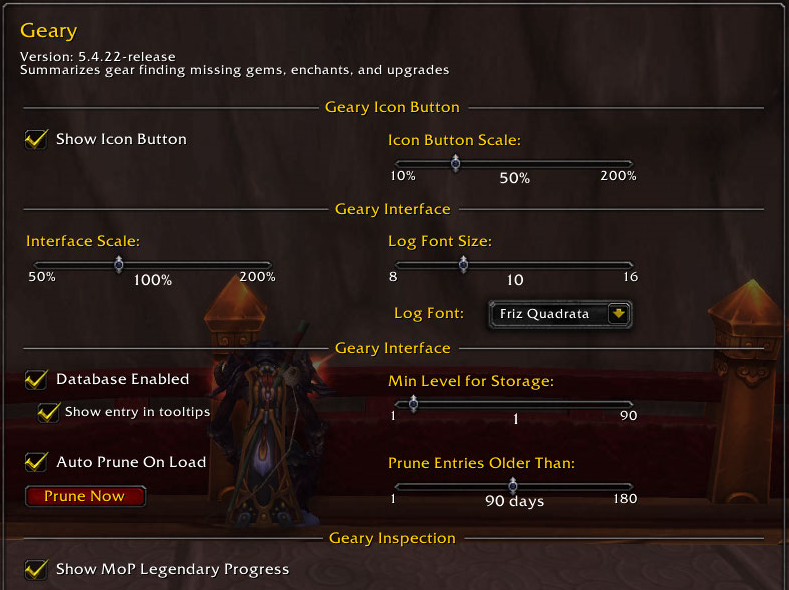 Geary
Version: 5.4.22-release
Summarizes gear finding missing gems, enchants, and upgrades
Geary Icon Button
Show Icon Button
Icon Button Scale:
10% 50% 200%
Geary Interface
Interface Scale:
50% 100% 200%
Log Font Size:
8 10 16
Log Font: Friz Quadrata
Geary Interface
Database Enabled
Show entry in tooltips
Min Level for Storage:
1 1 90
Auto Prune On Load
Prune Now
Prune Entries Older Than:
1 90 days 180
Geary Inspection
Show MoP Legendary Progress